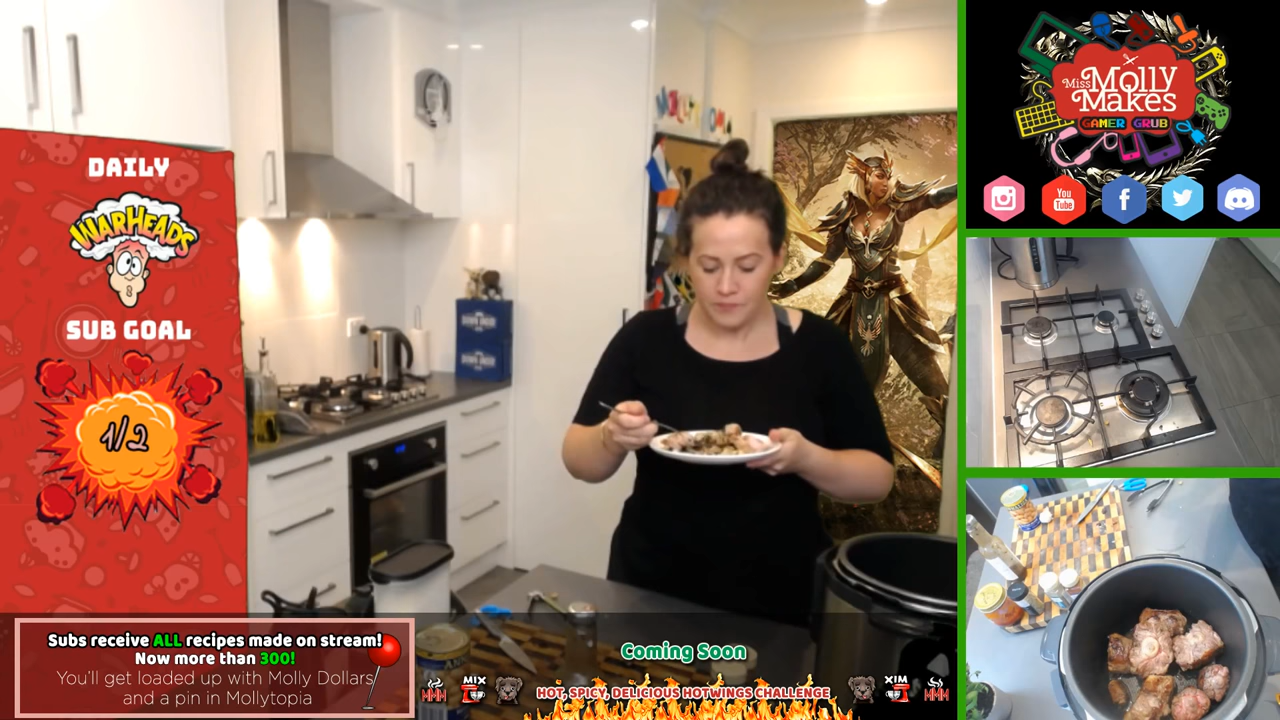 DAILY
WARHEADS
SUB GOAL
1/2
Subs receive ALL recipes made on stream!
Now more than 300!
You'll get loaded up with Molly Dollars
and a pin in Mollytopia
Coming Soon
MIX
HOT, SPICY, DELICIOUS HOTWINGS CHALLENGE
XIM
Miss Molly
Makes
GAMER GRUB
You
Tube